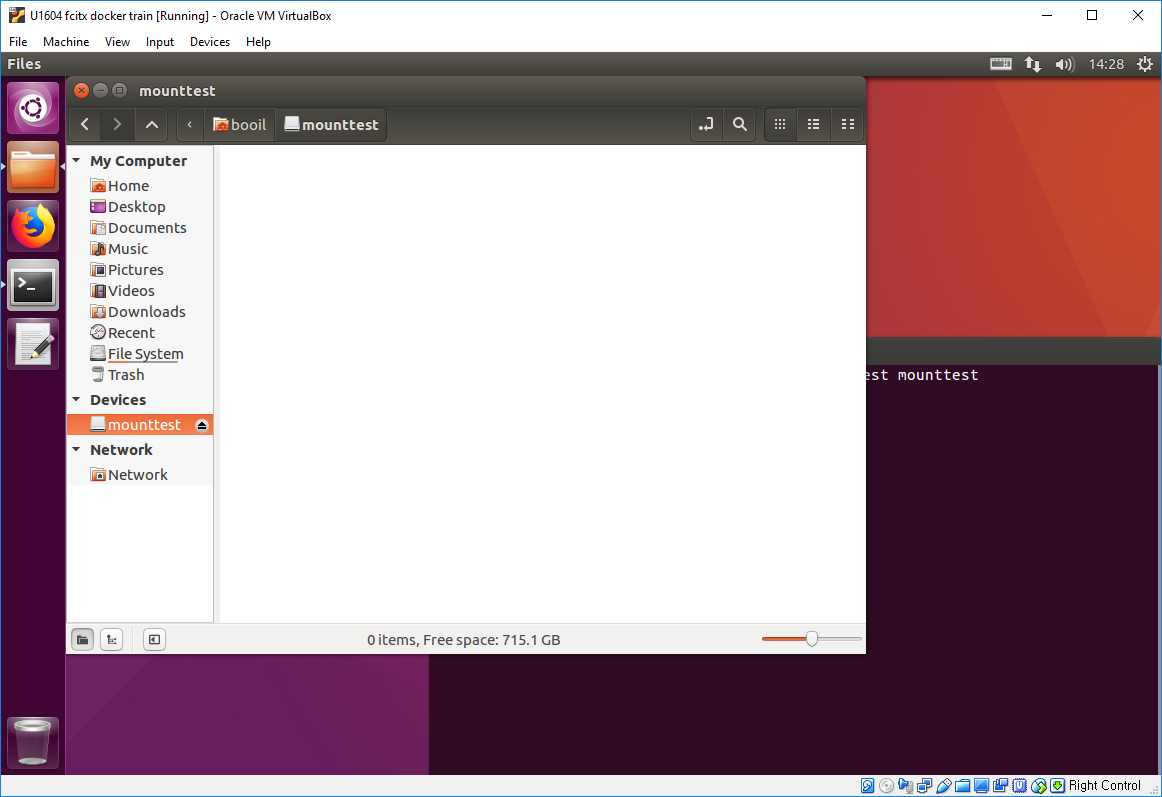 U1604 fcitx docker train [Running] - Oracle VM VirtualBox
File Machine View Input Devices Help
Files 14:28
mounttest
booil mounttest
My Computer
Home
Desktop
Documents
Music
Pictures
Videos
Downloads
Recent
File System
Trash
Devices
mounttest
Network
Network
est mounttest
0 items, Free space: 715.1 GB
Right Control